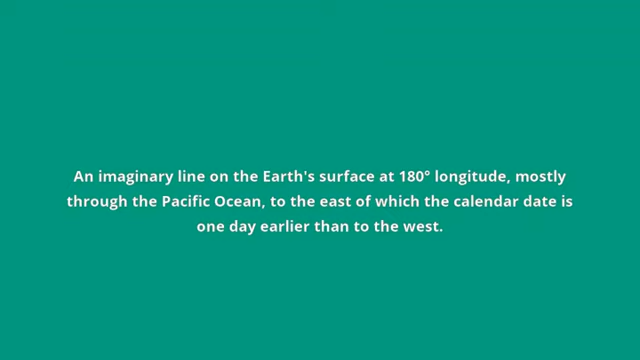 An imaginary line on the Earth's surface at 180° longitude, mostly
through the Pacific Ocean, to the east of which the calendar date is
one day earlier than to the west.